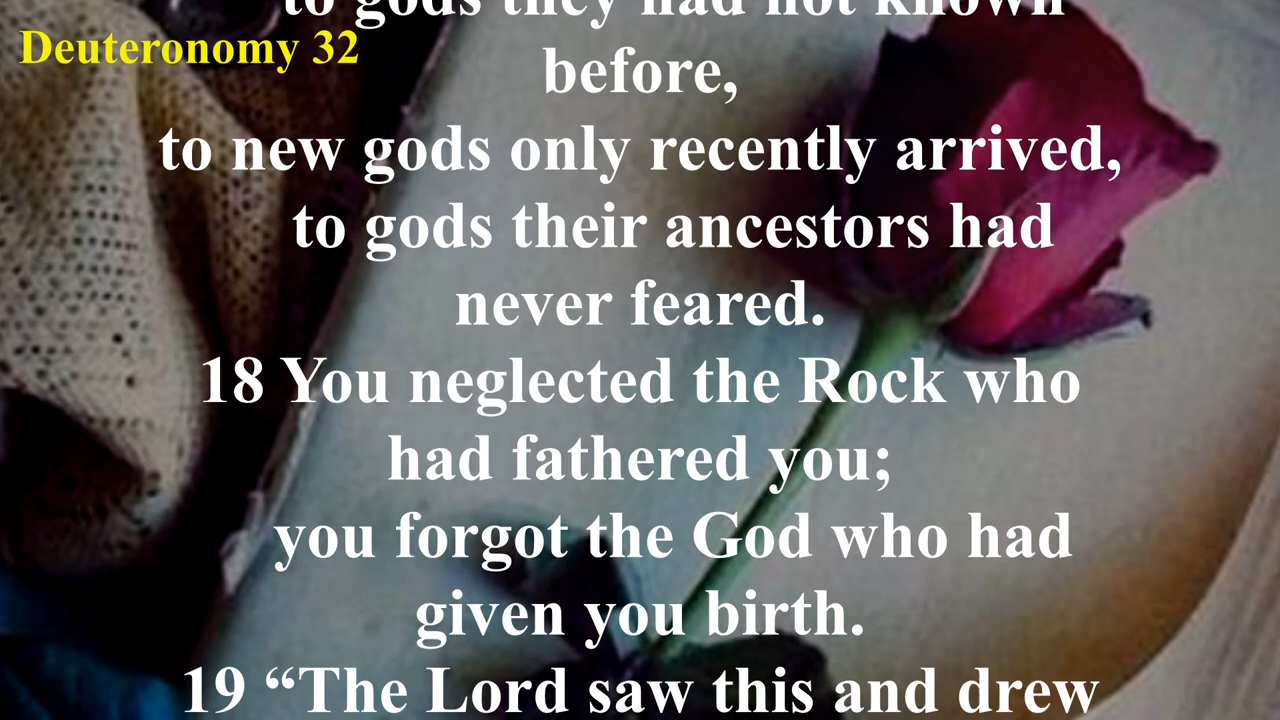 to gods they had not known
Deuteronomy 32
before,
to new gods only recently arrived,
to gods their ancestors had
never feared.
18 You neglected the Rock who
had fathered you;
you forgot the God who had
given you birth.
19 “The Lord saw this and drew